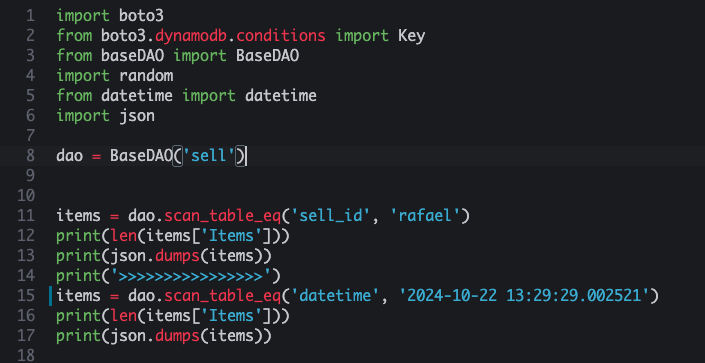 1 import boto3
2 from boto3.dynamodb.conditions import Key
3 from baseDAO import BaseDAO
4 import random
5 from datetime import datetime
6 import json
7
8 dao = BaseDAO('sell')
9
10
11 items = dao.scan_table_eq('sell_id', 'rafael')
12 print(len(items['Items']))
13 print(json.dumps(items))
14 print('>>>>>>>>>>>>>>>>')
15 items = dao.scan_table_eq('datetime', '2024-10-22 13:29:29.002521')
16 print(len(items['Items']))
17 print(json.dumps(items))
18